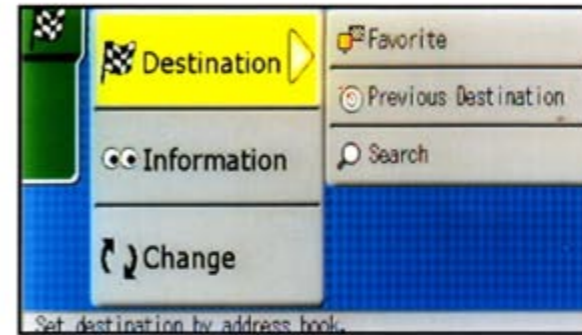 Destination
Information
Change
Favorite
Previous Destination
Search
Set destination by address book.